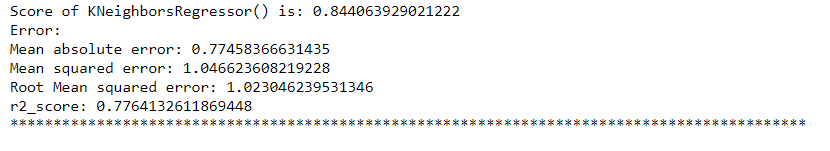 Score of KNeighborsRegressor() is: 0.844063929021222
Error:
Mean absolute error: 0.77458366631435
Mean squared error: 1.046623608219228
Root Mean squared error: 1.023046239531346
r2_score: 0.7764132611869448
********************************************************************************************